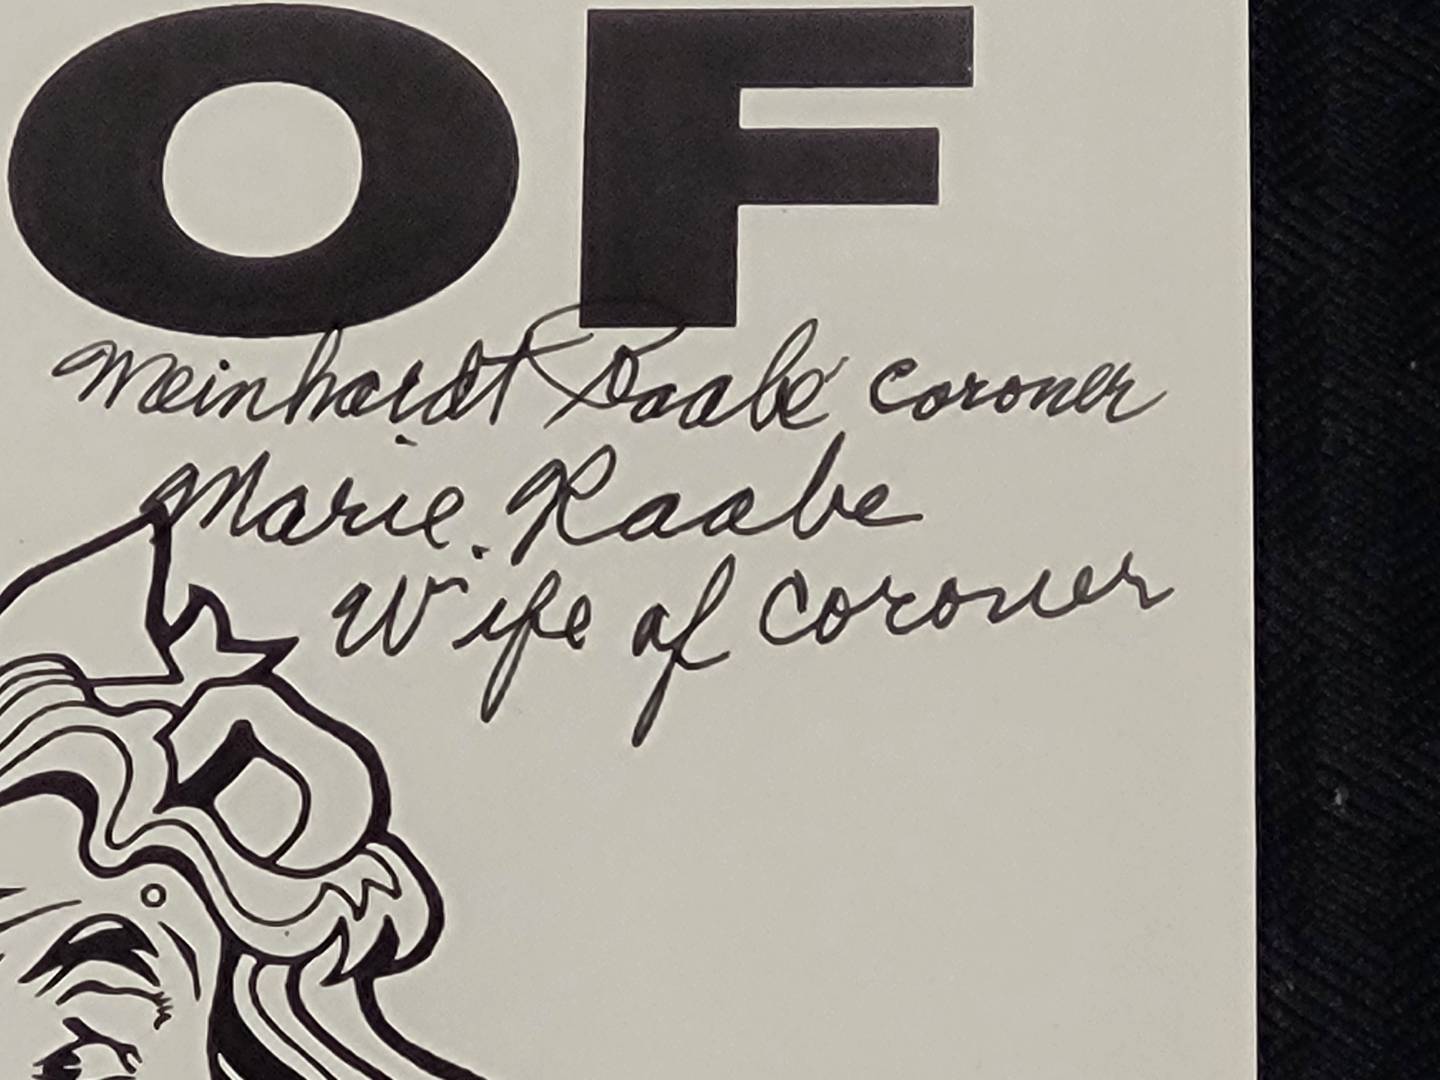 OF
Meinhardt Raabe coroner
Marie Raabe
Wife of coroner